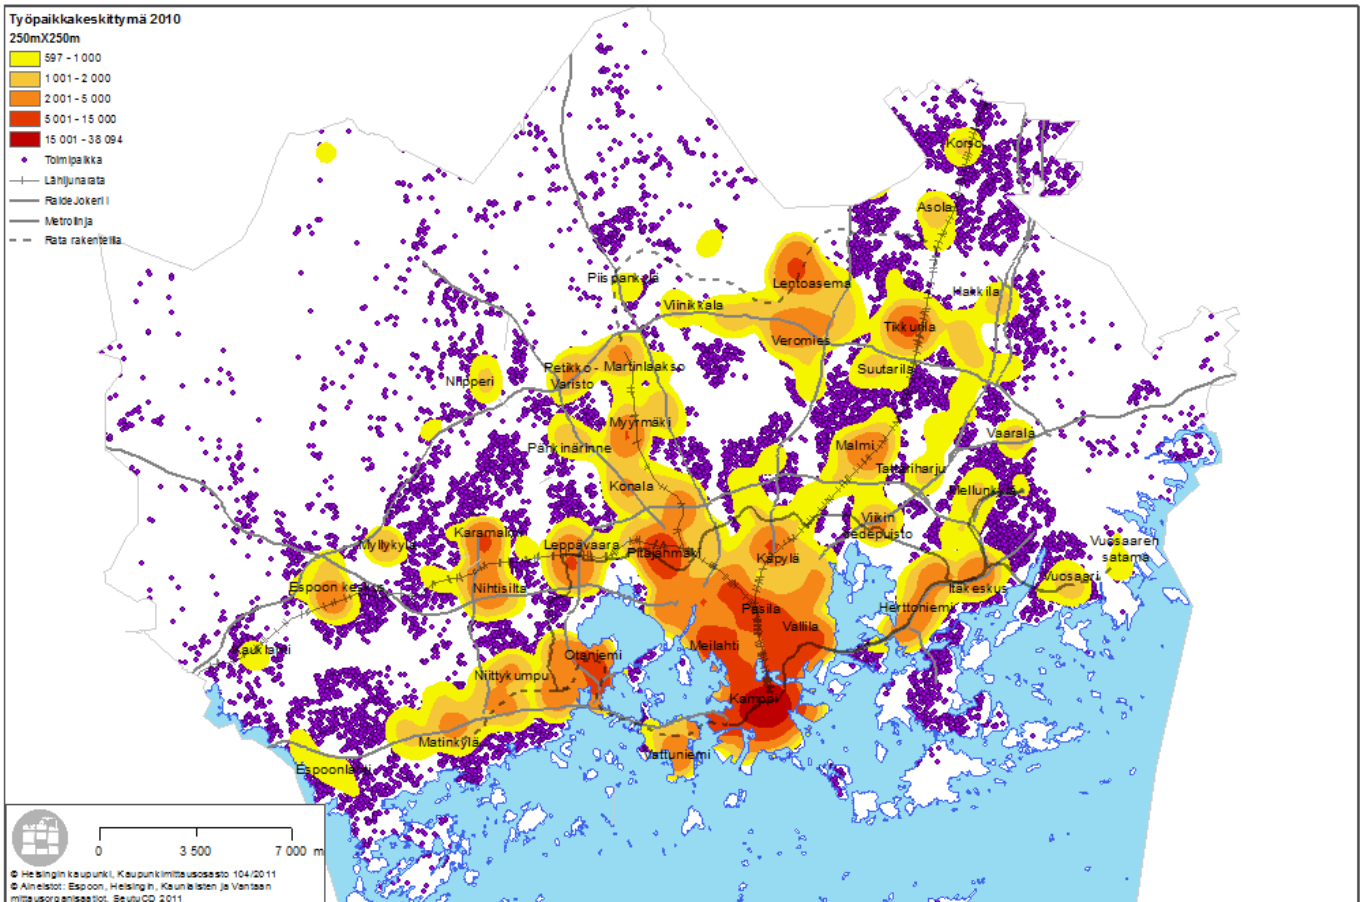 Työpaikkakeskittymä 2010
250mX250m
597 - 1 000
1 001 - 2 000
2 001 - 5 000
5 001 - 15 000
15 001 - 38 094
Toimipaikka
Lähijunarata
RaideJokeri I
Metrolinja
Rata rakenteilla
Korso
Asola
Piispankylä
Lentoasema
Hakkila
Viinikkala
Tikkurila
Veromies
Petikko -
Varisto
Martinlaakso
Suutarila
Niipperi
Myyrmäki
Vaarala
Pähkinärinne
Malmi
Tattariharju
Konala
Mellunkylä
Viikin
tiedepuisto
Karamalmi
Myllykylä
Leppävaara
Pitäjänmäki
Käpylä
Vuosaaren
satama
Vuosaari
Espoon keskus
Nihtisilta
Itäkeskus
Herttoniemi
Pasila
Vallila
Meilahti
Kauklahti
Otaniemi
Niittykumpu
Kamppi
Matinkylä
Vattuniemi
Espoonlahti
0 3 500 7 000 m
© Helsingin kaupunki, Kaupunkimittausosasto 104/2011
© Aineistot: Espoon, Helsingin, Kauniaisten ja Vantaan
mittausorganisaatiot, SeutuCD 2011